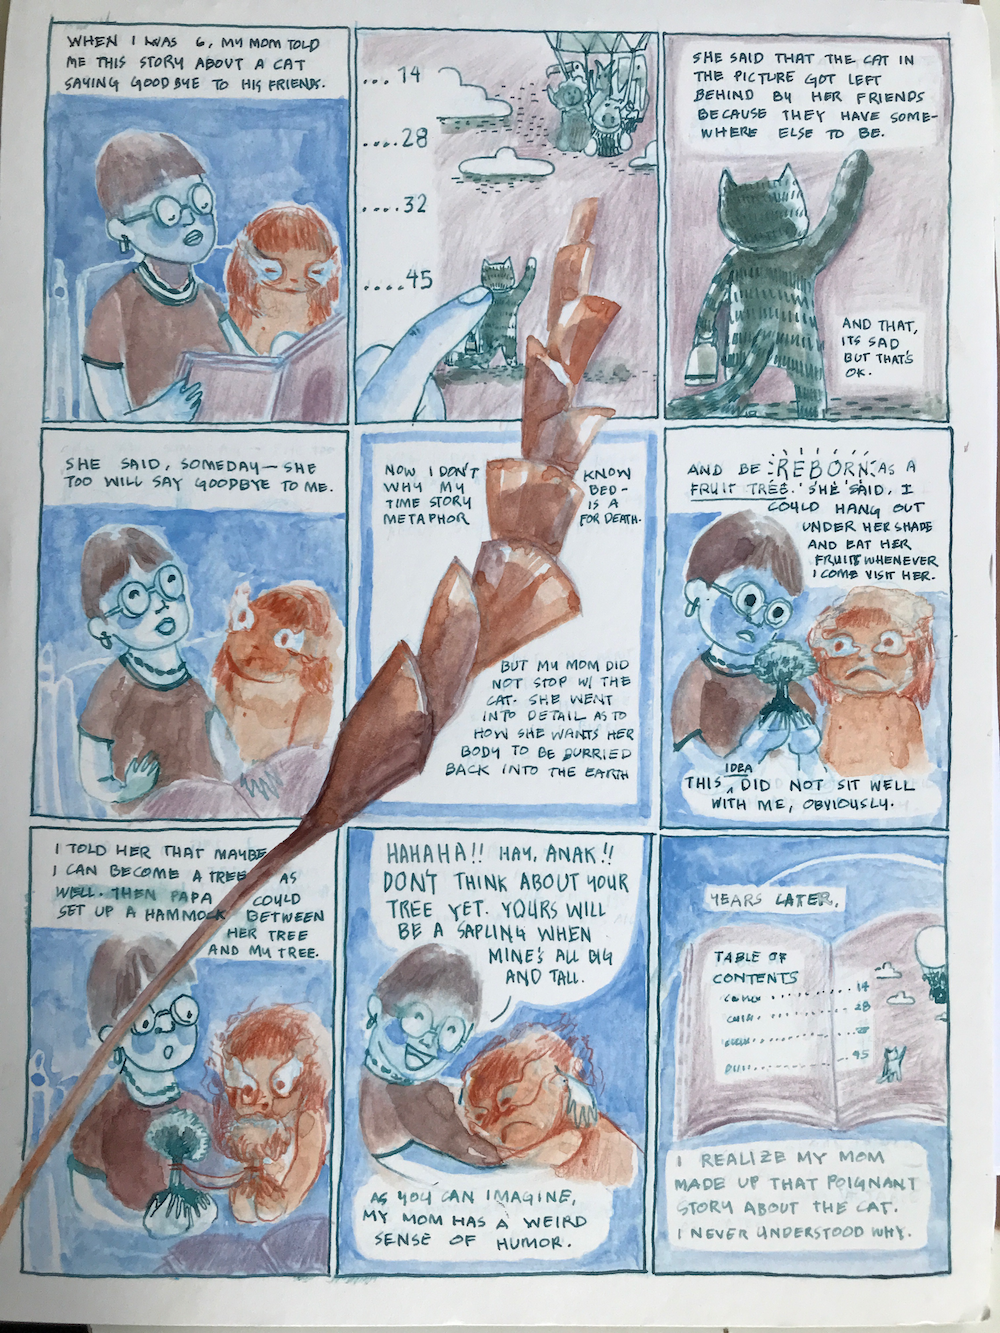 WHEN I WAS 6, MY MOM TOLD
ME THIS STORY ABOUT A CAT
SAYING GOODBYE TO HIS FRIENDS.
...14
....28
....32
....45
SHE SAID THAT THE CAT IN
THE PICTURE GOT LEFT
BEHIND BY HER FRIENDS
BECAUSE THEY HAVE SOME-
WHERE ELSE TO BE.
AND THAT,
ITS SAD
BUT THAT'S
OK.
SHE SAID, SOMEDAY— SHE
TOO WILL SAY GOODBYE TO ME.
NOW I DON'T KNOW
WHY MY BED-
TIME STORY IS A
METAPHOR FOR DEATH.
BUT MY MOM DID
NOT STOP W/ THE
CAT. SHE WENT
INTO DETAIL AS TO
HOW SHE WANTS HER
BODY TO BE BURRIED
BACK INTO THE EARTH
AND BE REBORN AS A
FRUIT TREE. SHE SAID, I
COULD HANG OUT
UNDER HER SHADE
AND EAT HER
FRUITS WHENEVER
I COME VISIT HER.
THIS IDEA DID NOT SIT WELL
WITH ME, OBVIOUSLY.
I TOLD HER THAT MAYBE
I CAN BECOME A TREE AS
WELL. THEN PAPA COULD
SET UP A HAMMOCK BETWEEN
HER TREE
AND MY TREE.
HAHAHA!! HAY, ANAK!!
DON'T THINK ABOUT YOUR
TREE YET. YOURS WILL
BE A SAPLING WHEN
MINE'S ALL BIG
AND TALL.
AS YOU CAN IMAGINE,
MY MOM HAS A WEIRD
SENSE OF HUMOR.
YEARS LATER,
TABLE OF
CONTENTS
........14
........28
........
........45
I REALIZE MY MOM
MADE UP THAT POIGNANT
STORY ABOUT THE CAT.
I NEVER UNDERSTOOD WHY.